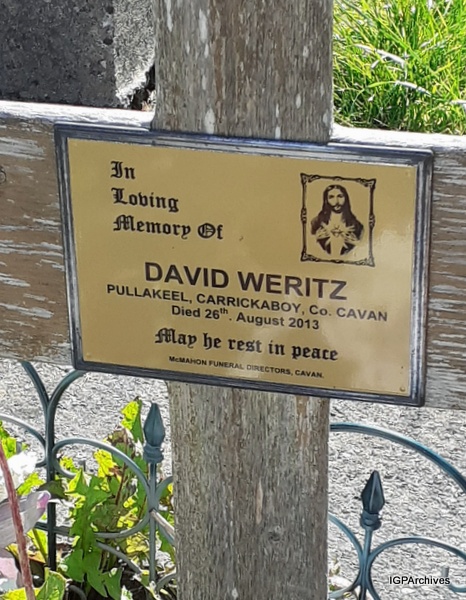 In
Loving
Memory Of
DAVID WERITZ
PULLAKEEL, CARRICKABOY, Co. CAVAN
Died 26th. August 2013
May he rest in peace
McMAHON FUNERAL DIRECTORS, CAVAN.
IGPArchives